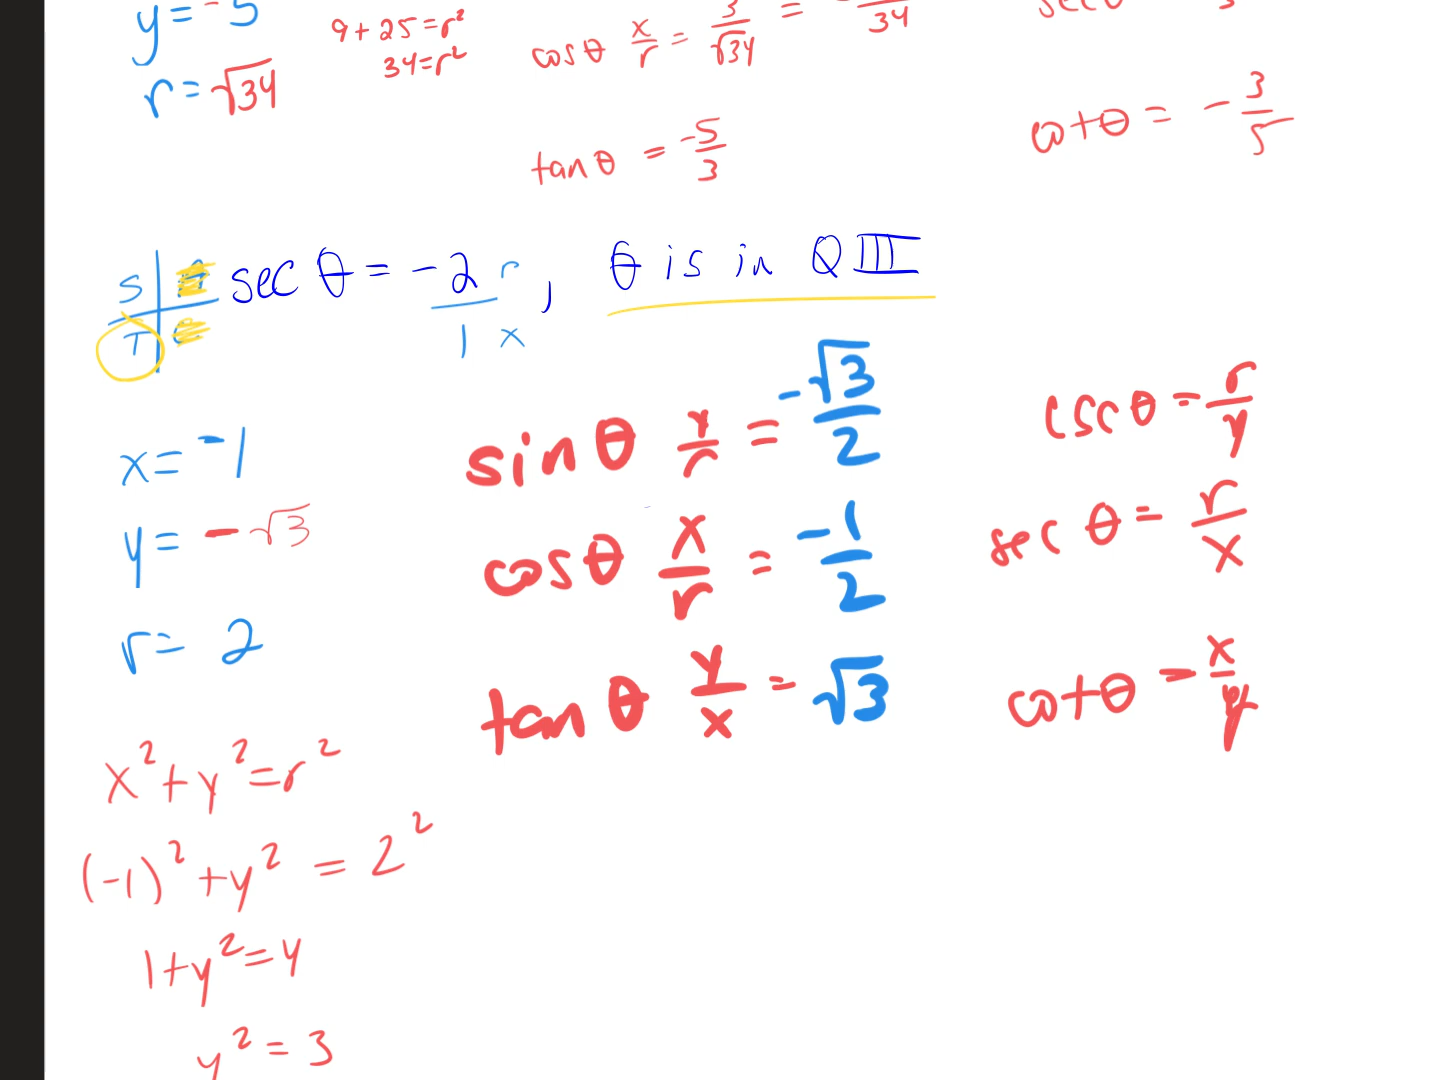 y = -5
9 + 25 = r²
34 = r²
r = √34
cos θ x/r = 3/√34 =
34
tan θ = -5/3
cot θ = -3/5
S
T
sec θ = -2/1 r/x , θ is in Q III
x = -1
y = -√3
r = 2
sin θ y/r = -√3/2
csc θ = r/y
cos θ x/r = -1/2
sec θ = r/x
tan θ y/x = √3
cot θ = x/y
x² + y² = r²
(-1)² + y² = 2²
1 + y² = 4
y² = 3